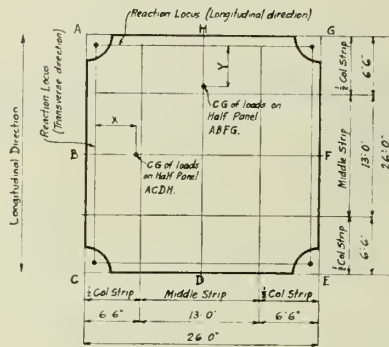 Reaction Locus (Longitudinal direction)
A
H
G
Longitudinal Direction
Reaction Locus
(Transverse direction)
Y
X
CG of loads on
Half Panel
ABFG.
B
CG of loads
on Half Panel
ACDH.
F
½ Col Strip
6'6"
Middle Strip
13'0"
26'0"
½ Col Strip
6'6"
C
D
E
½ Col Strip
Middle Strip
½ Col Strip
6'6"
13'0"
6'6"
26'0"